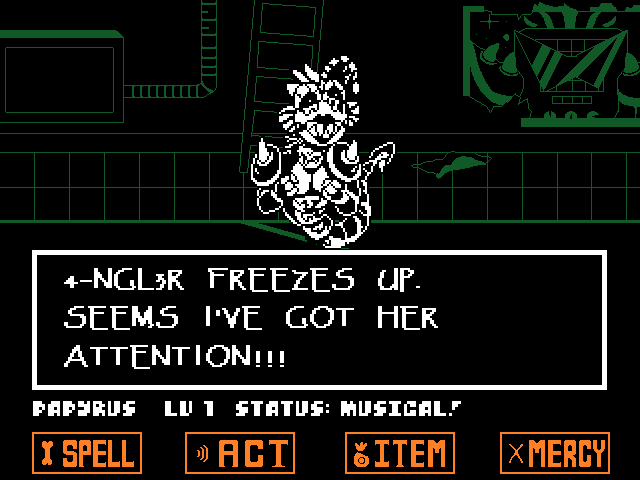 4-NGL3R FREEZES UP.
SEEMS I'VE GOT HER
ATTENTION!!!
PAPYRUS LV 1 STATUS: MUSICAL!
SPELL ACT ITEM MERCY